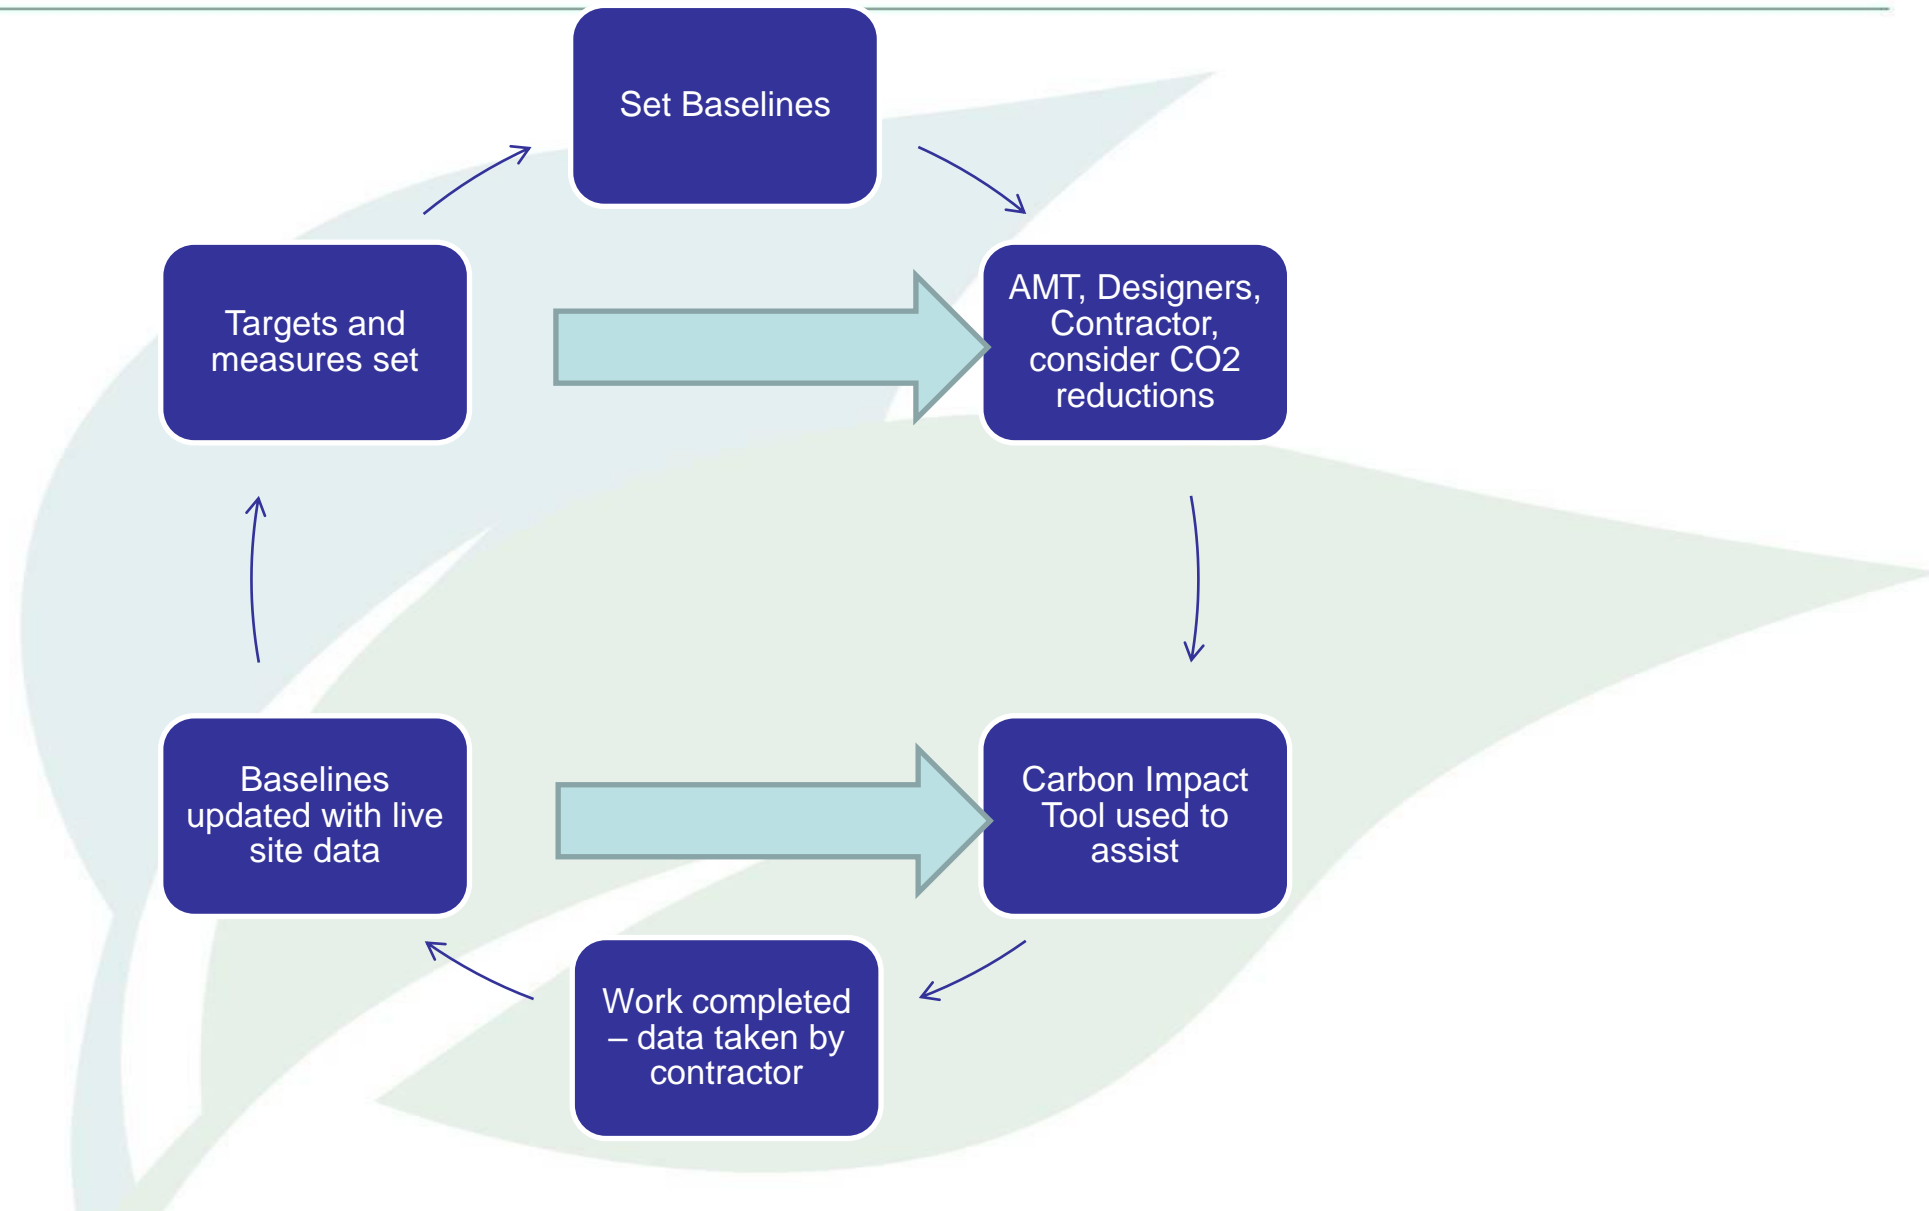 Set Baselines
AMT, Designers,
Contractor,
consider CO2
reductions
Carbon Impact
Tool used to
assist
Work completed
– data taken by
contractor
Baselines
updated with live
site data
Targets and
measures set